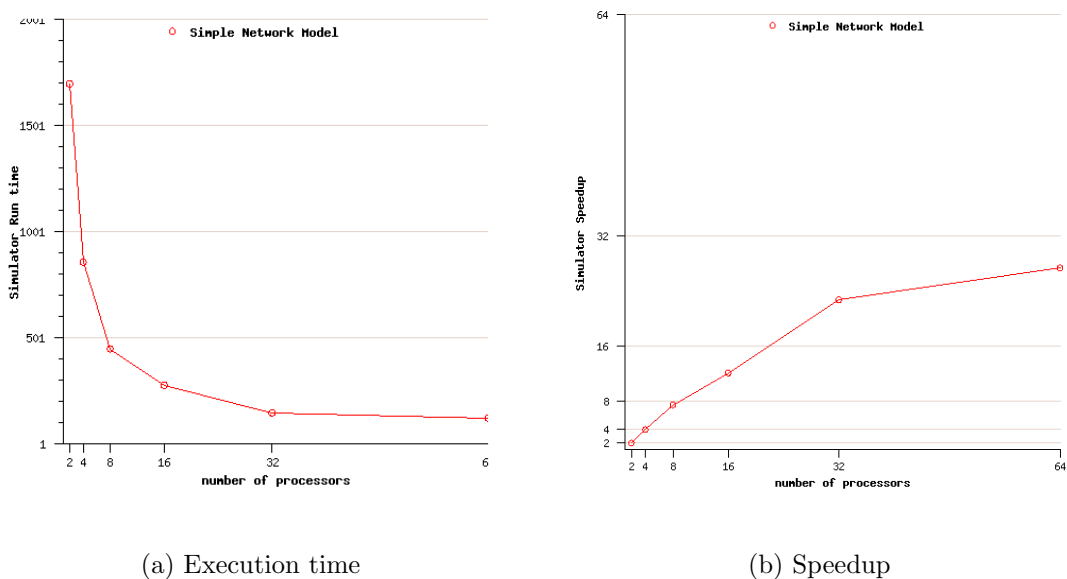 2001
Simple Network Model
1501
1001
501
1
Simulator Run time
2 4 8 16 32 6
number of processors
(a) Execution time
64
Simple Network Model
32
16
8
4
2
Simulator Speedup
2 4 8 16 32 64
number of processors
(b) Speedup